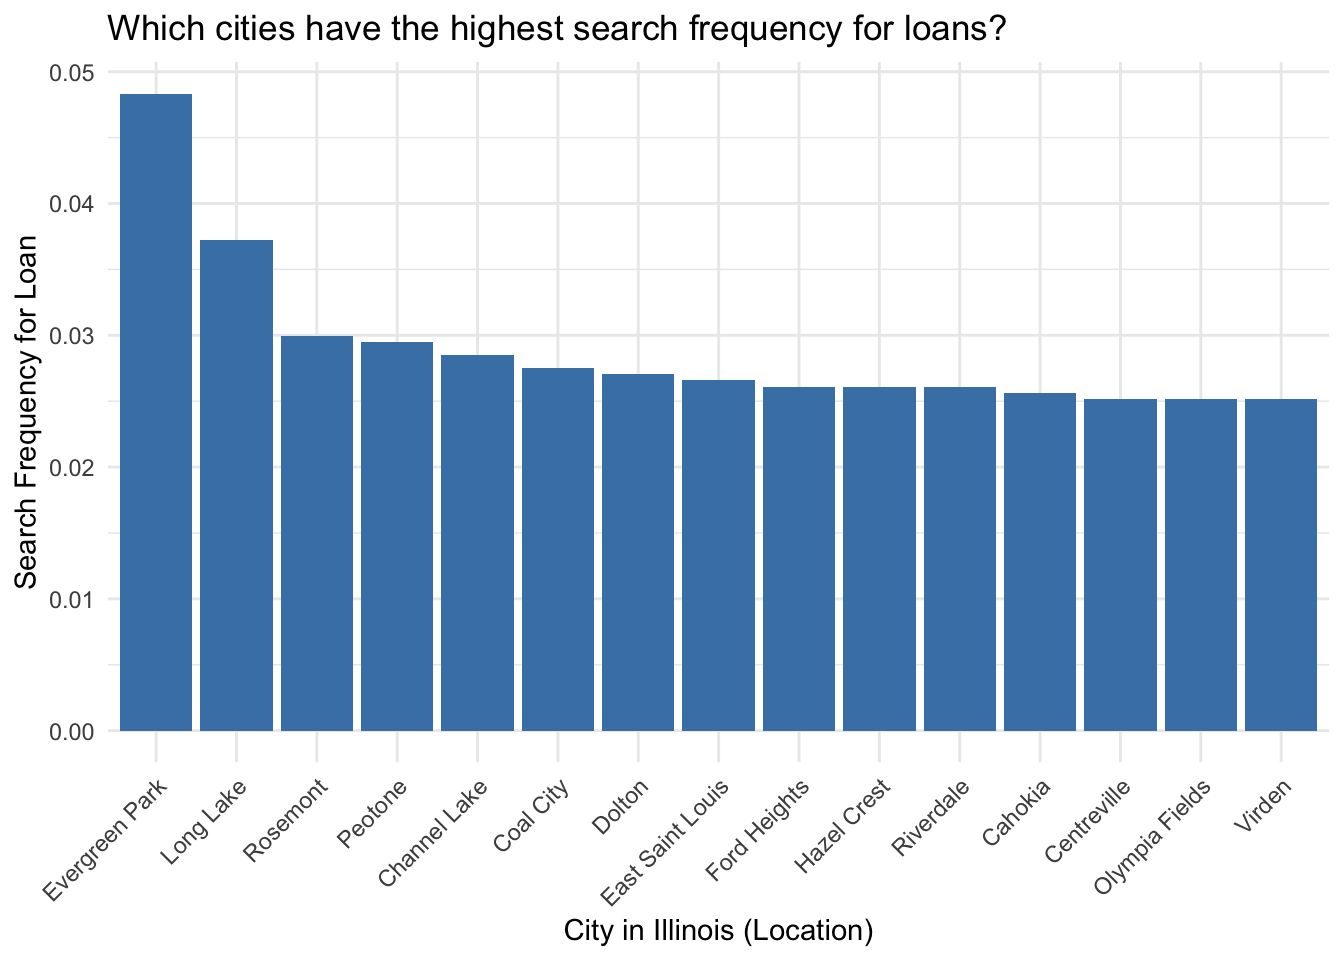 Which cities have the highest search frequency for loans?
Search Frequency for Loan
0.05
0.04
0.03
0.02
0.01
0.00
Evergreen Park
Long Lake
Rosemont
Peotone
Channel Lake
Coal City
Dolton
East Saint Louis
Ford Heights
Hazel Crest
Riverdale
Cahokia
Centreville
Olympia Fields
Virden
City in Illinois (Location)